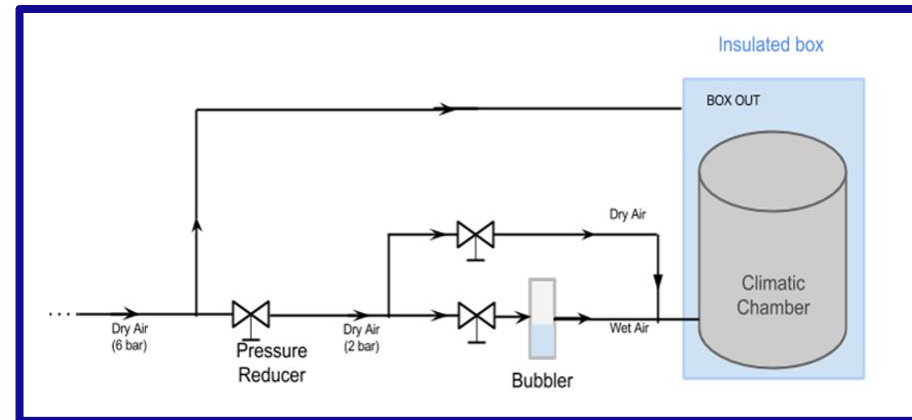 Insulated box
BOX OUT
Dry Air
Climatic
Chamber
....
Dry Air
(6 bar)
Pressure
Reducer
Dry Air
(2 bar)
Wet Air
Bubbler